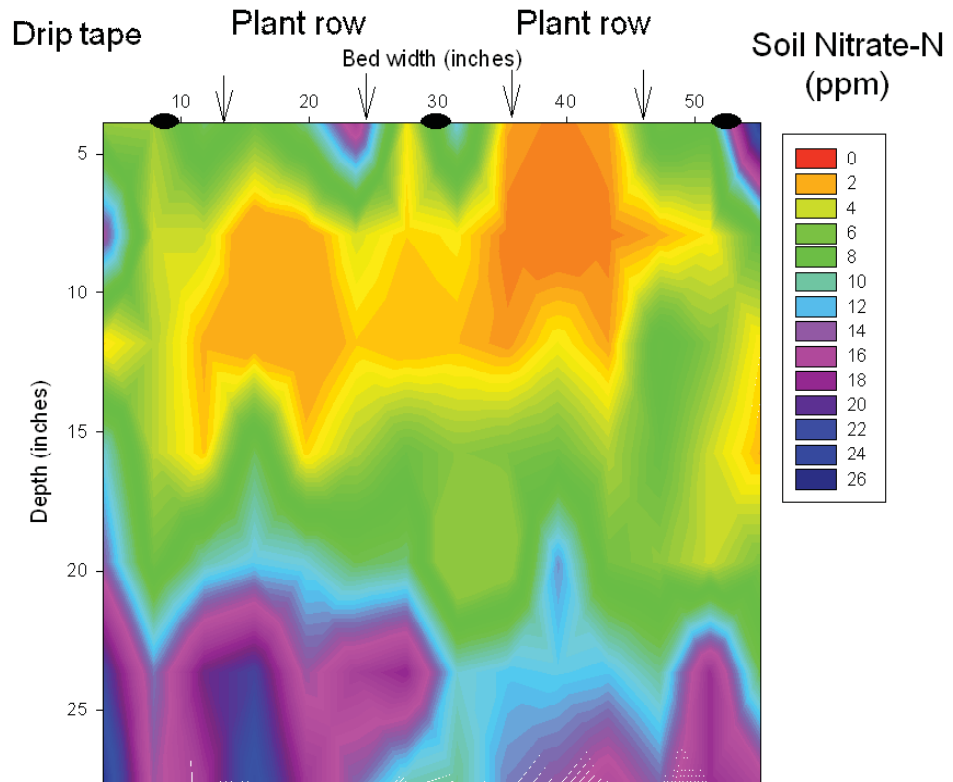 Drip tape
Plant row
Plant row
Bed width (inches)
Soil Nitrate-N
(ppm)
10 20 30 40 50
5
10
15
20
25
Depth (inches)
0
2
4
6
8
10
12
14
16
18
20
22
24
26